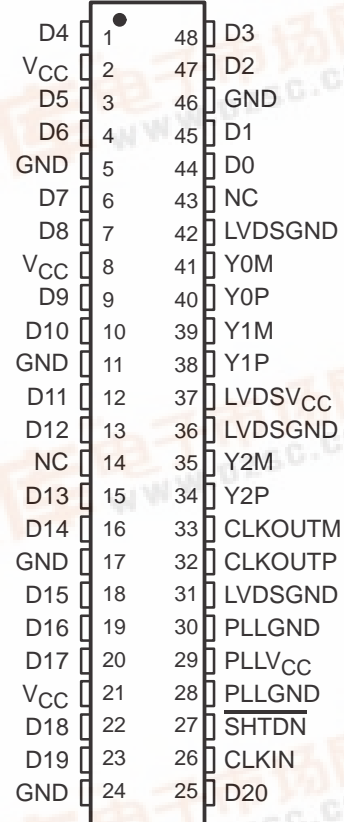 D4 1 48 D3
VCC 2 47 D2
D5 3 46 GND
D6 4 45 D1
GND 5 44 D0
D7 6 43 NC
D8 7 42 LVDSGND
VCC 8 41 Y0M
D9 9 40 Y0P
D10 10 39 Y1M
GND 11 38 Y1P
D11 12 37 LVDSVCC
D12 13 36 LVDSGND
NC 14 35 Y2M
D13 15 34 Y2P
D14 16 33 CLKOUTM
GND 17 32 CLKOUTP
D15 18 31 LVDSGND
D16 19 30 PLLGND
D17 20 29 PLLVCC
VCC 21 28 PLLGND
D18 22 27 SHTDN
D19 23 26 CLKIN
GND 24 25 D20